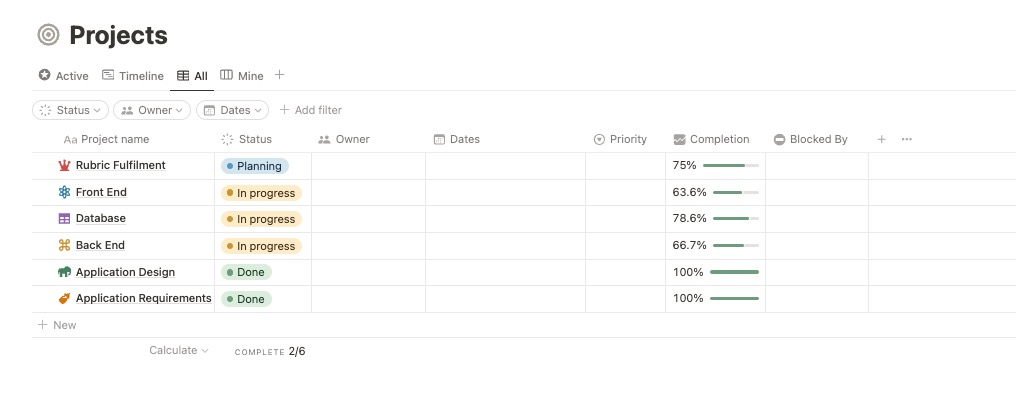 Projects
Active Timeline All Mine
Status Owner Dates Add filter
Aa Project name Status Owner Dates Priority Completion Blocked By
Rubric Fulfilment Planning 75%
Front End In progress 63.6%
Database In progress 78.6%
Back End In progress 66.7%
Application Design Done 100%
Application Requirements Done 100%
New
Calculate COMPLETE 2/6